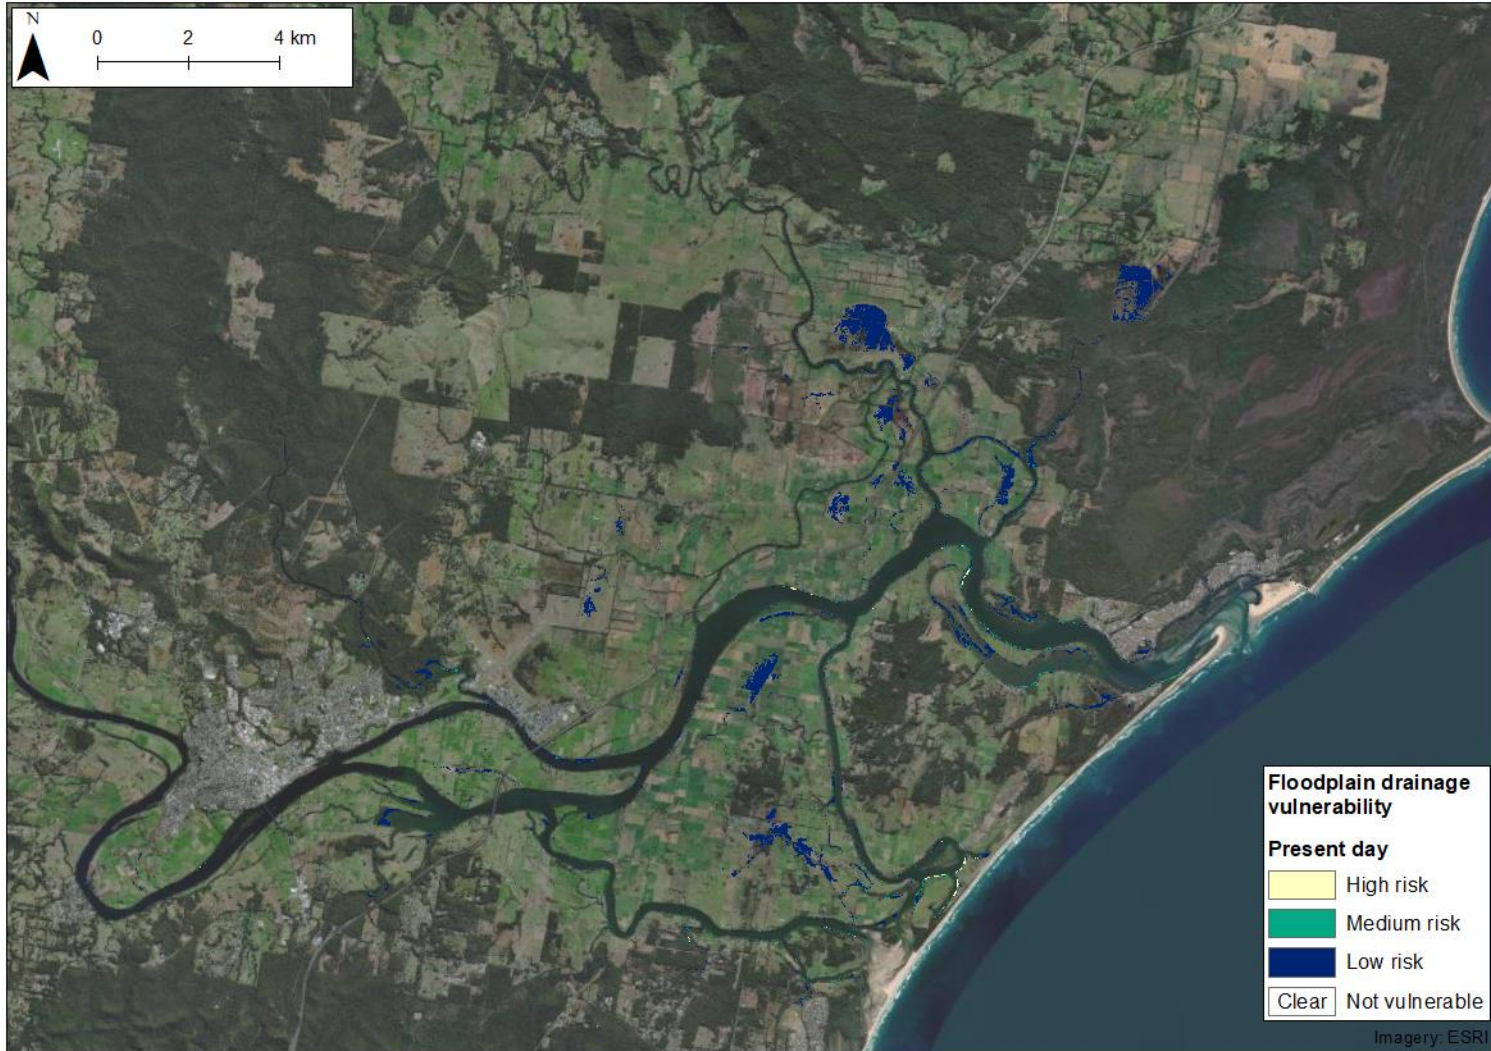 N
0 2 4 km
Floodplain drainage
vulnerability
Present day
High risk
Medium risk
Low risk
Clear Not vulnerable
Imagery: ESRI